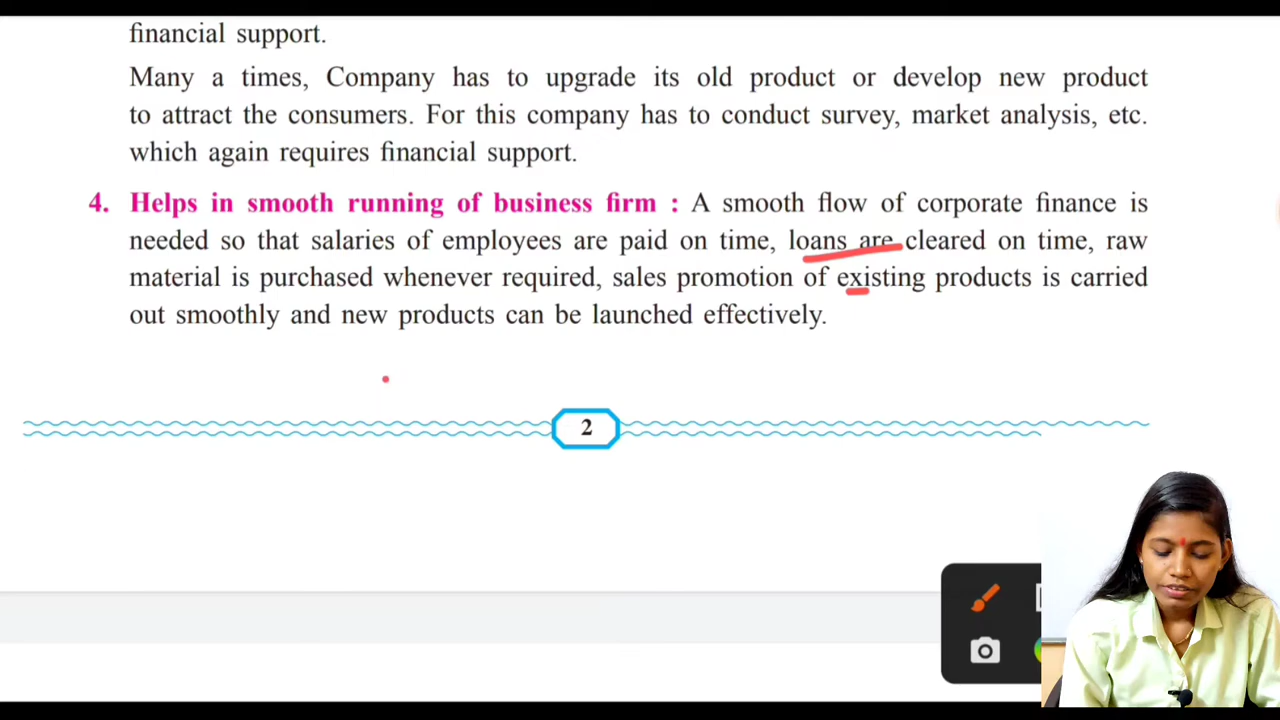 financial support.
Many a times, Company has to upgrade its old product or develop new product
to attract the consumers. For this company has to conduct survey, market analysis, etc.
which again requires financial support.
4. Helps in smooth running of business firm : A smooth flow of corporate finance is
needed so that salaries of employees are paid on time, loans are cleared on time, raw
material is purchased whenever required, sales promotion of existing products is carried
out smoothly and new products can be launched effectively.
2